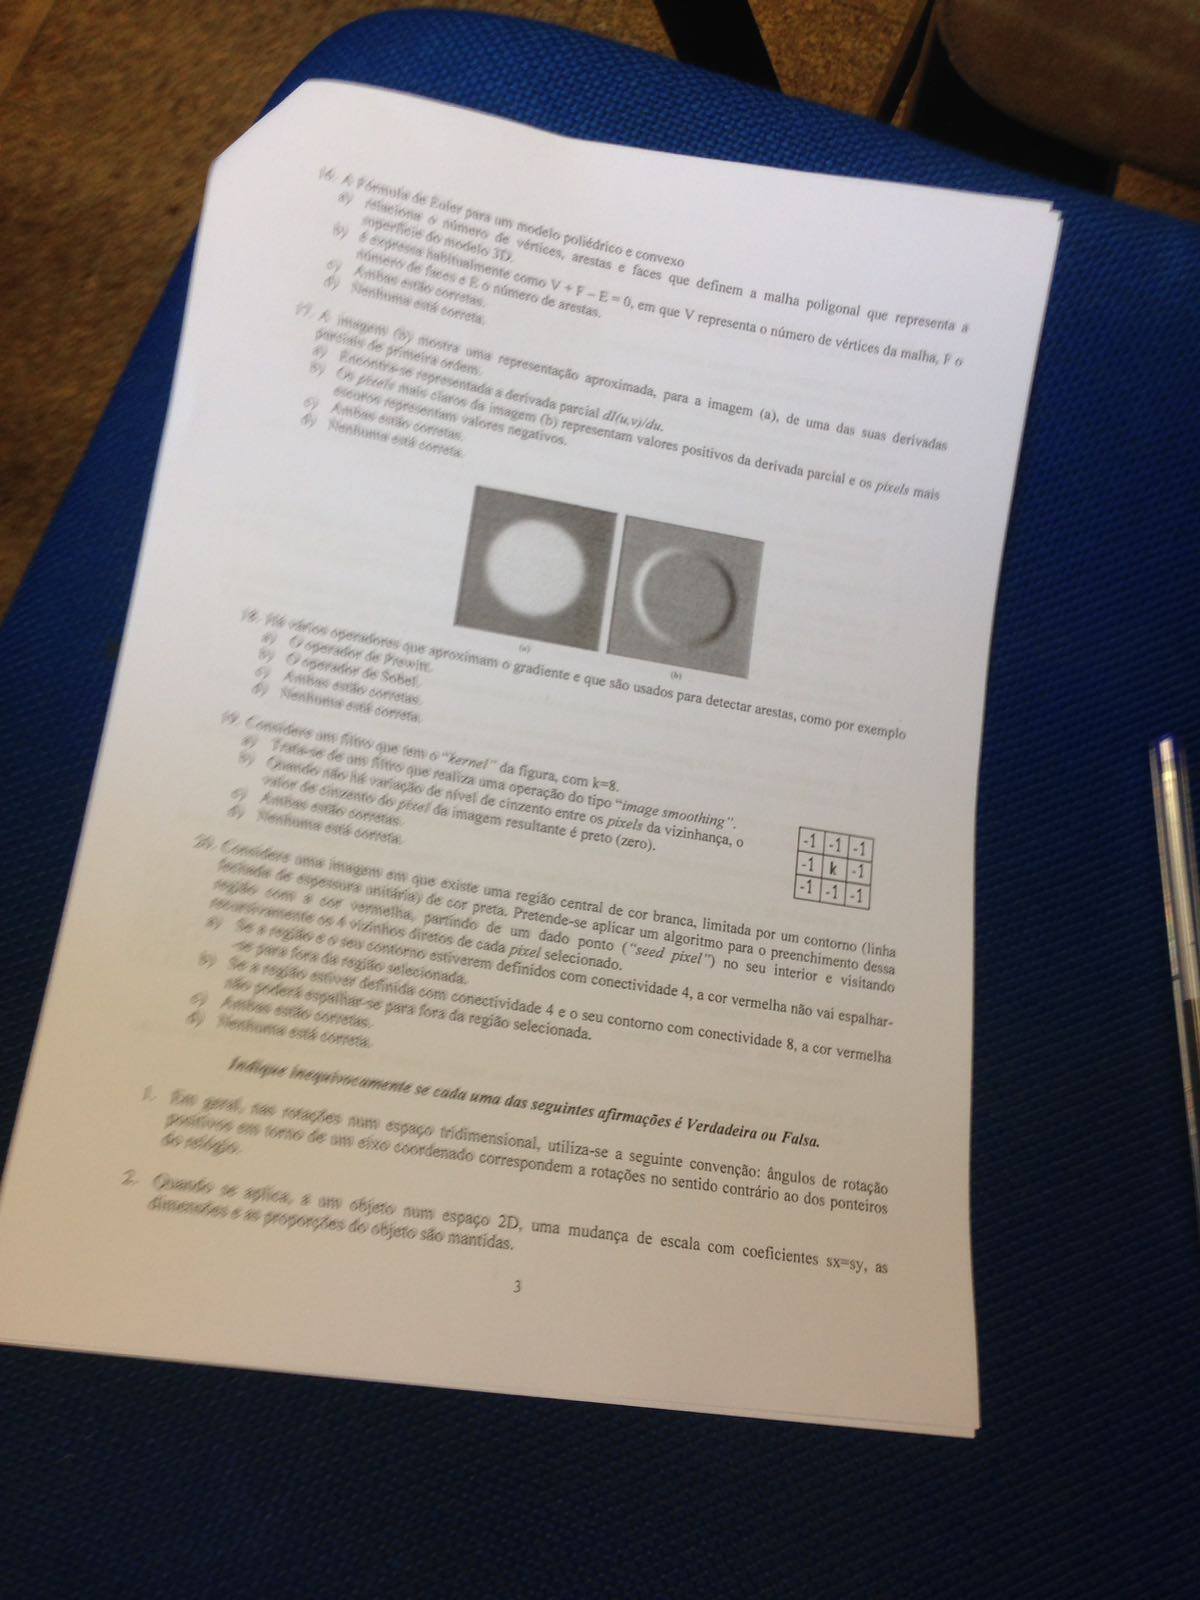 16. A Fórmula de Euler para um modelo poliédrico e convexo
a) relaciona o número de vértices, arestas e faces que definem a malha poligonal que representa a
superfície do modelo 3D.
b) é expressa habitualmente como V + F – E = 0, em que V representa o número de vértices da malha, F o
número de faces e E o número de arestas.
c) Ambas estão corretas.
d) Nenhuma está correta.
17. A imagem (b) mostra uma representação aproximada, para a imagem (a), de uma das suas derivadas
parciais de primeira ordem.
a) Encontra-se representada a derivada parcial dI(u,v)/du.
b) Os pixels mais claros da imagem (b) representam valores positivos da derivada parcial e os pixels mais
escuros representam valores negativos.
c) Ambas estão corretas.
d) Nenhuma está correta.
(a)
(b)
18. Há vários operadores que aproximam o gradiente e que são usados para detectar arestas, como por exemplo
a) O operador de Prewitt.
b) O operador de Sobel.
c) Ambas estão corretas.
d) Nenhuma está correta.
19. Considere um filtro que tem o “kernel” da figura, com k=8.
a) Trata-se de um filtro que realiza uma operação do tipo “image smoothing”.
b) Quando não há variação de nível de cinzento entre os pixels da vizinhança, o
valor de cinzento do pixel da imagem resultante é preto (zero).
c) Ambas estão corretas.
d) Nenhuma está correta.
-1 -1 -1
-1 k -1
-1 -1 -1
20. Considere uma imagem em que existe uma região central de cor branca, limitada por um contorno (linha
fechada de espessura unitária) de cor preta. Pretende-se aplicar um algoritmo para o preenchimento dessa
região com a cor vermelha, partindo de um dado ponto (“seed pixel”) no seu interior e visitando
recursivamente os 4 vizinhos diretos de cada pixel selecionado.
a) Se a região e o seu contorno estiverem definidos com conectividade 4, a cor vermelha não vai espalhar-
-se para fora da região selecionada.
b) Se a região estiver definida com conectividade 4 e o seu contorno com conectividade 8, a cor vermelha
não poderá espalhar-se para fora da região selecionada.
c) Ambas estão corretas.
d) Nenhuma está correta.
Indique inequivocamente se cada uma das seguintes afirmações é Verdadeira ou Falsa.
1. Em geral, nas rotações num espaço tridimensional, utiliza-se a seguinte convenção: ângulos de rotação
positivos em torno de um eixo coordenado correspondem a rotações no sentido contrário ao dos ponteiros
do relógio.
2. Quando se aplica, a um objeto num espaço 2D, uma mudança de escala com coeficientes sx=sy, as
dimensões e as proporções do objeto são mantidas.
3